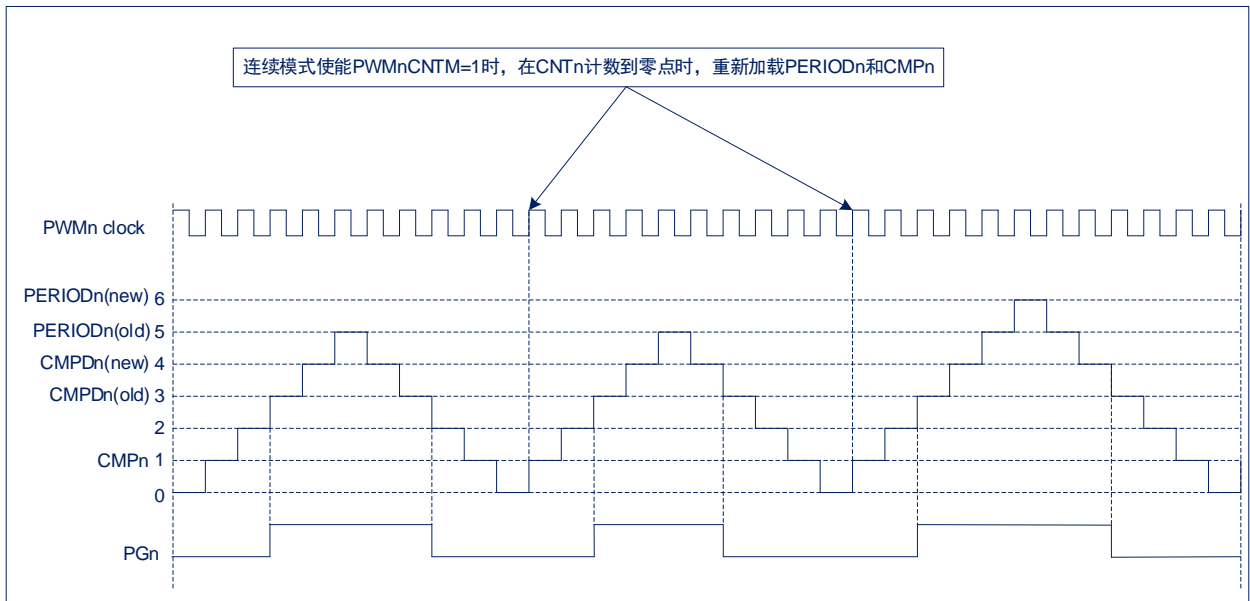 连续模式使能PWMnCNTM=1时，在CNTn计数到零点时，重新加载PERIODn和CMPn
PWMn clock
PERIODn(new) 6
PERIODn(old) 5
CMPDn(new) 4
CMPDn(old) 3
2
CMPn 1
0
PGn